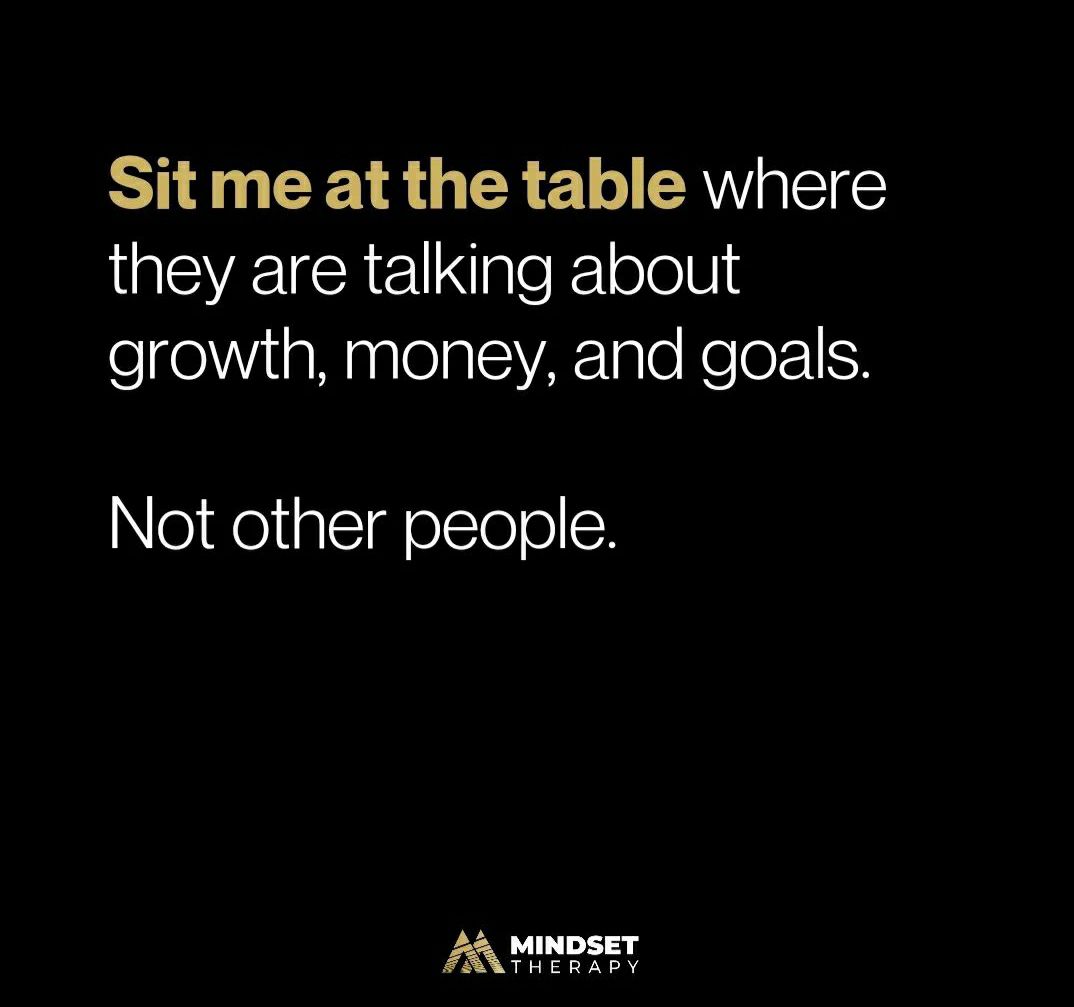 Sit me at the table where
they are talking about
growth, money, and goals.
Not other people.
MINDSET
THERAPY